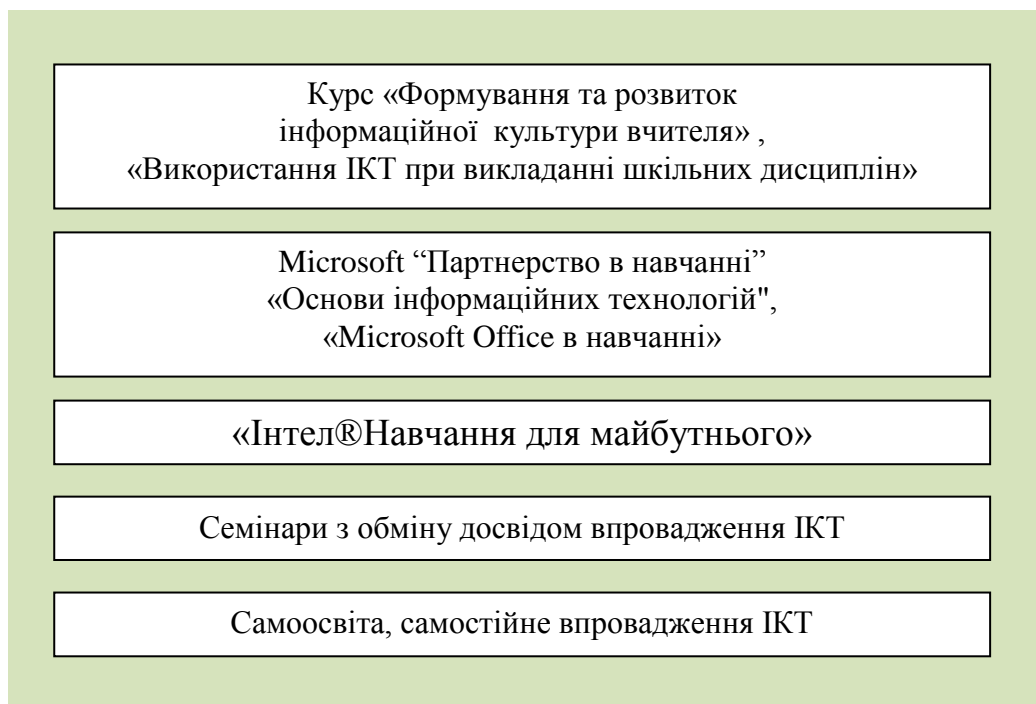 Курс «Формування та розвиток
інформаційної культури вчителя» ,
«Використання ІКТ при викладанні шкільних дисциплін»
Microsoft “Партнерство в навчанні”
«Основи інформаційних технологій",
«Microsoft Office в навчанні»
«Інтел®Навчання для майбутнього»
Семінари з обміну досвідом впровадження ІКТ
Самоосвіта, самостійне впровадження ІКТ